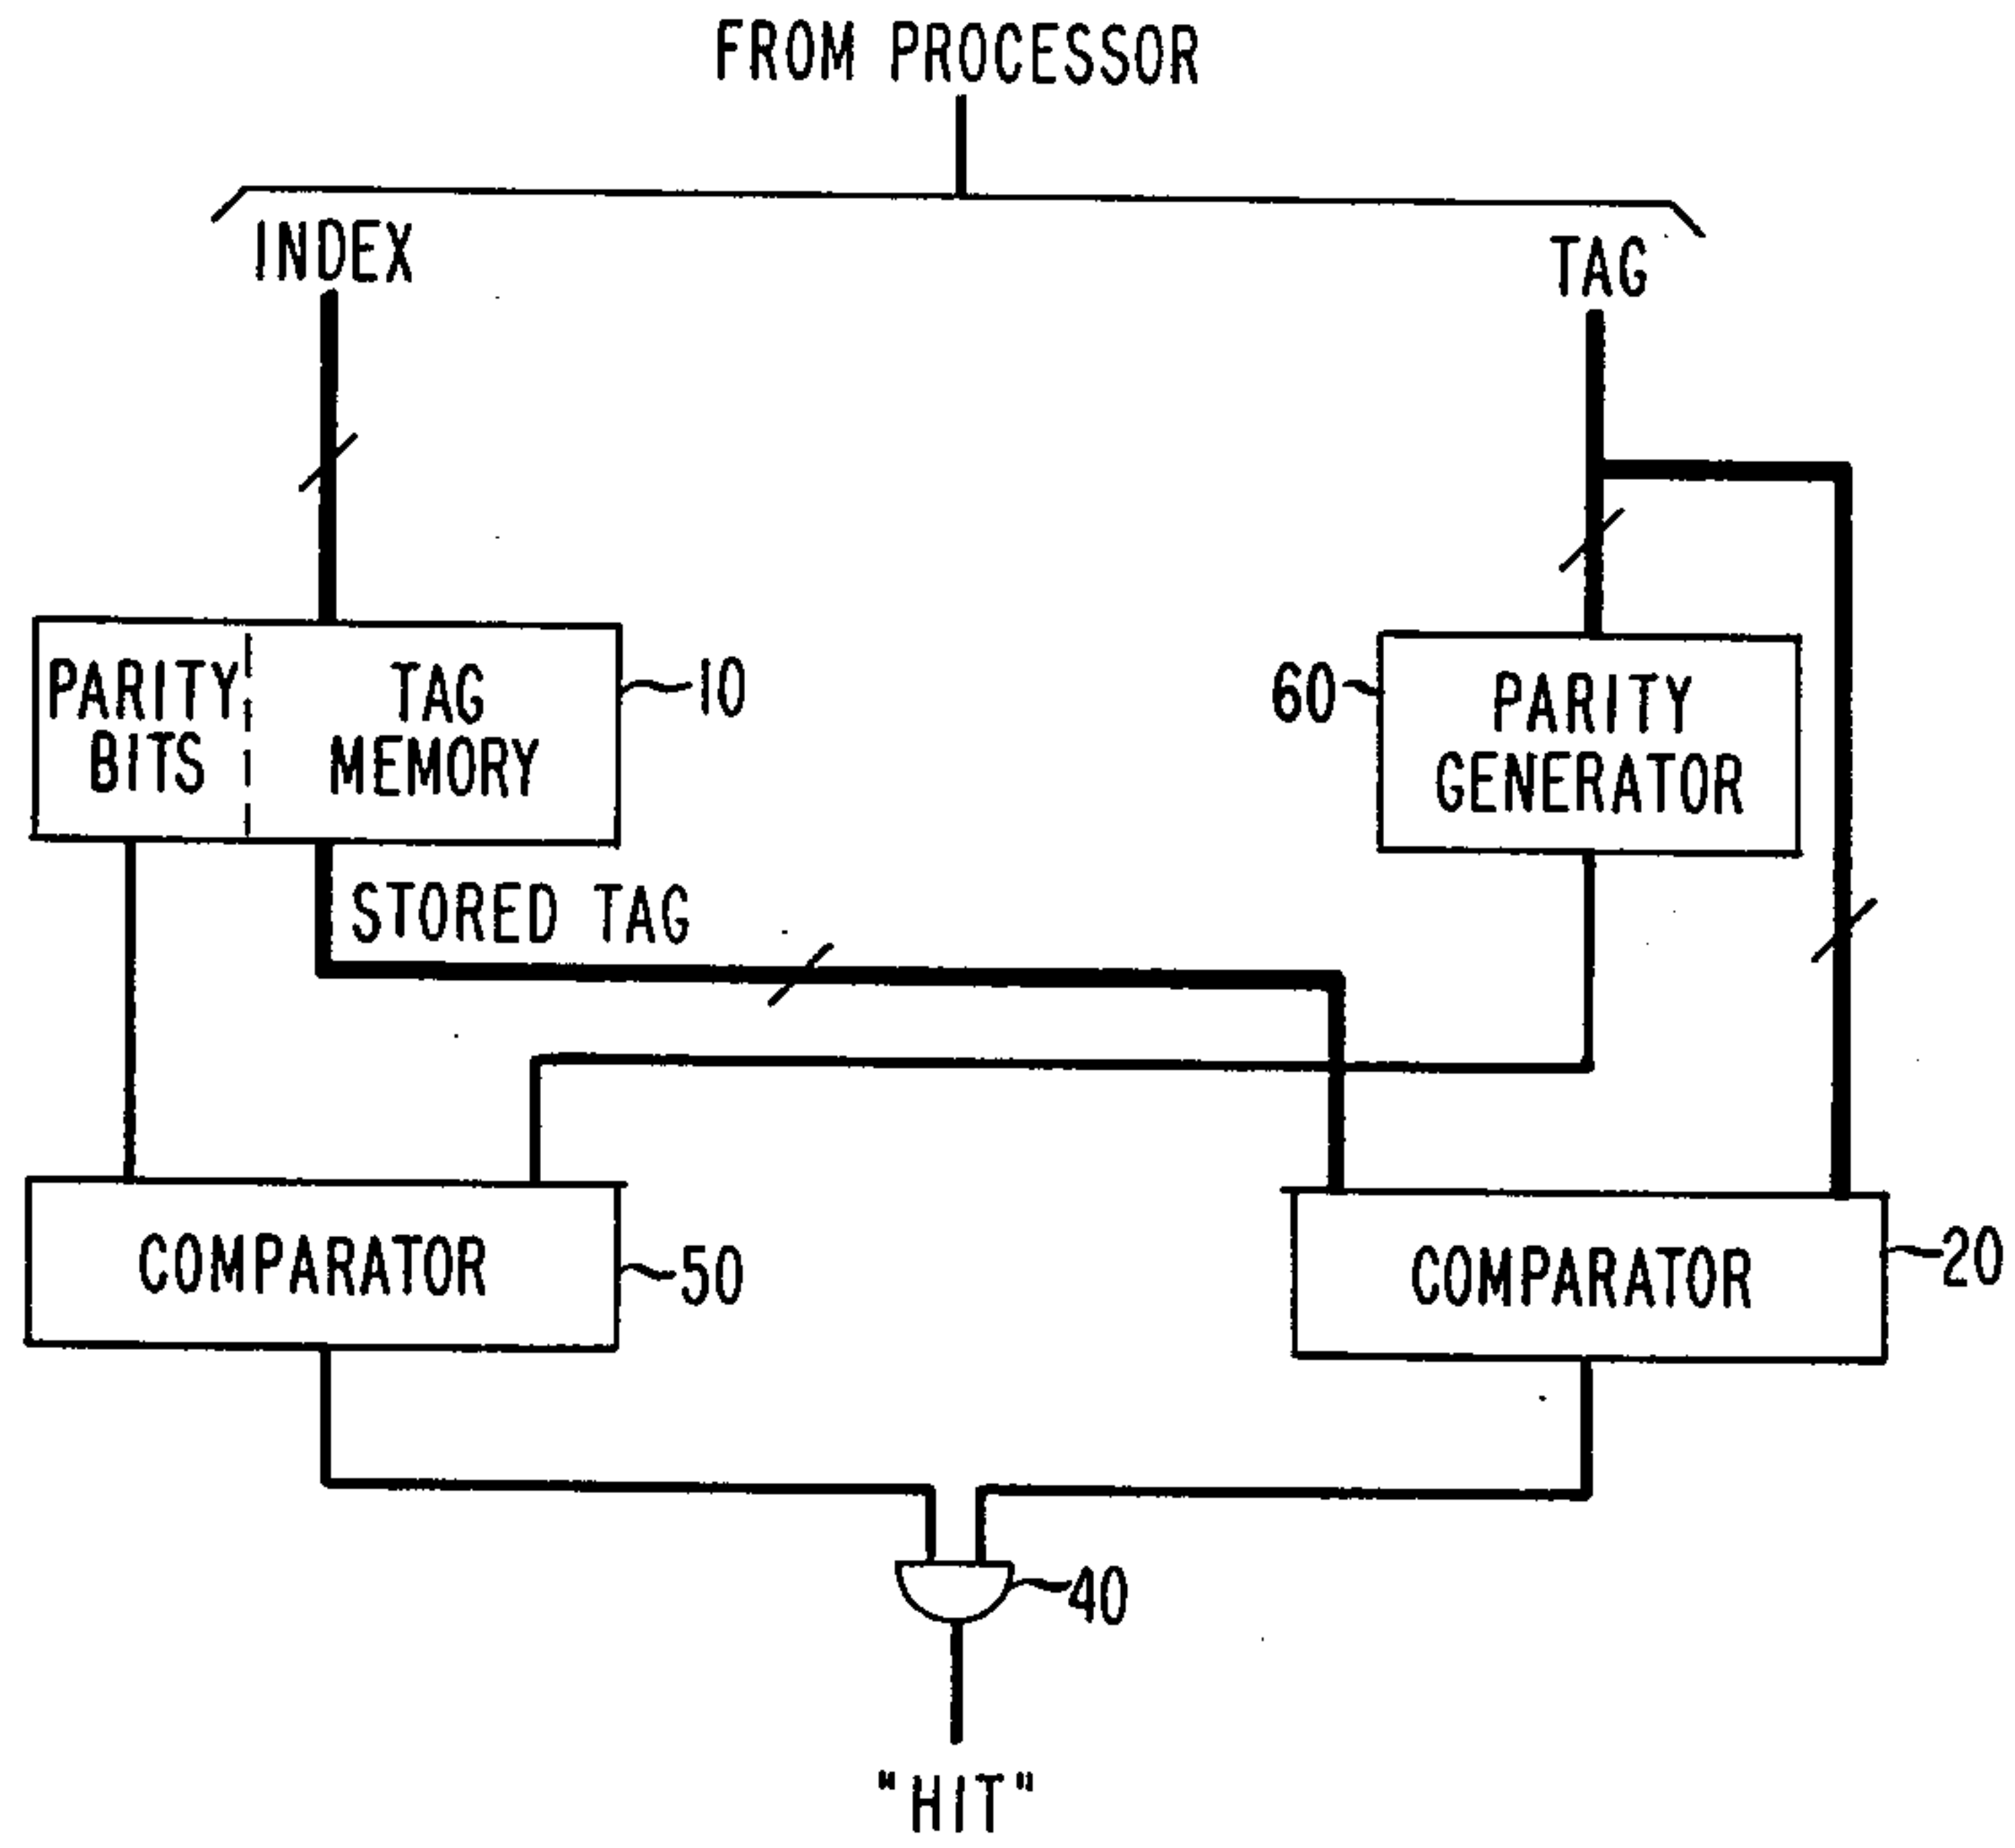 FROM PROCESSOR
INDEX
TAG
PARITY
BITS
TAG
MEMORY
10
60
PARITY
GENERATOR
STORED TAG
COMPARATOR
50
COMPARATOR
20
40
"HIT"